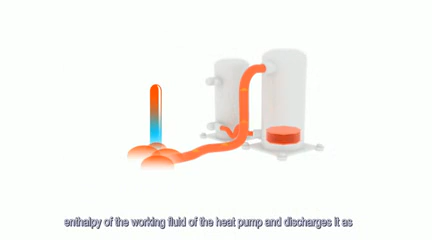 enthalpy of the working fluid of the heat pump and discharges it as